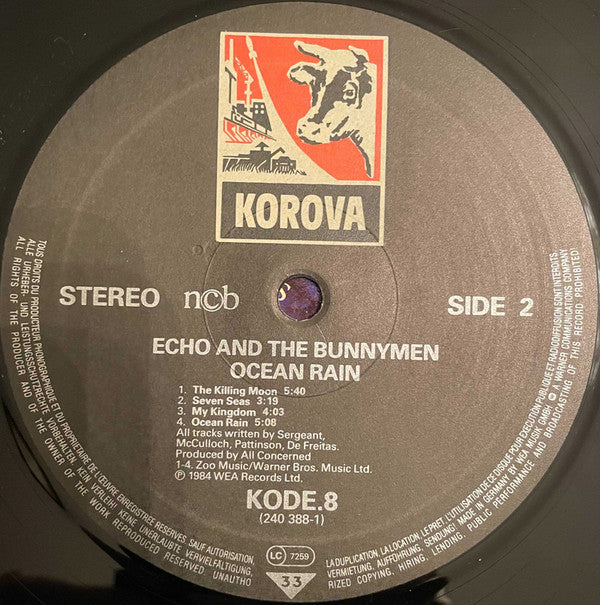 KOROVA
STEREO
ncb
SIDE 2
ECHO AND THE BUNNYMEN
OCEAN RAIN
1. The Killing Moon 5:40
2. Seven Seas 3:19
3. My Kingdom 4:03
4. Ocean Rain 5:08
All tracks written by Sergeant,
McCulloch, Pattinson, De Freitas.
Produced by All Concerned
1-4. Zoo Music/Warner Bros. Music Ltd.
℗ 1984 WEA Records Ltd.
KODE.8
(240 388-1)
LC 7259
33
TOUS DROITS DU PRODUCTEUR PHONOGRAPHIQUE ET DU PROPRIETAIRE DE L'ŒUVRE ENREGISTREE RESERVES. SAUF AUTORISATION, LA DUPLICATION, LA LOCATION, LE PRET, L'UTILISATION DE CE DISQUE POUR EXECUTION PUBLIQUE ET RADIODIFFUSION SONT INTERDITS
ALLE URHEBER- UND LEISTUNGSSCHUTZRECHTE VORBEHALTEN. KEIN VERLEIH! KEINE UNERLAUBTE VERVIELFÄLTIGUNG, VERMIETUNG, AUFFÜHRUNG, SENDUNG! MADE IN GERMANY BY WEA MUSIK GMBH. Ⓟ A WARNER COMMUNICATIONS COMPANY
ALL RIGHTS OF THE PRODUCER AND OF THE OWNER OF THE WORK REPRODUCED RESERVED. UNAUTHORIZED COPYING, HIRING, LENDING, PUBLIC PERFORMANCE AND BROADCASTING OF THIS RECORD PROHIBITED